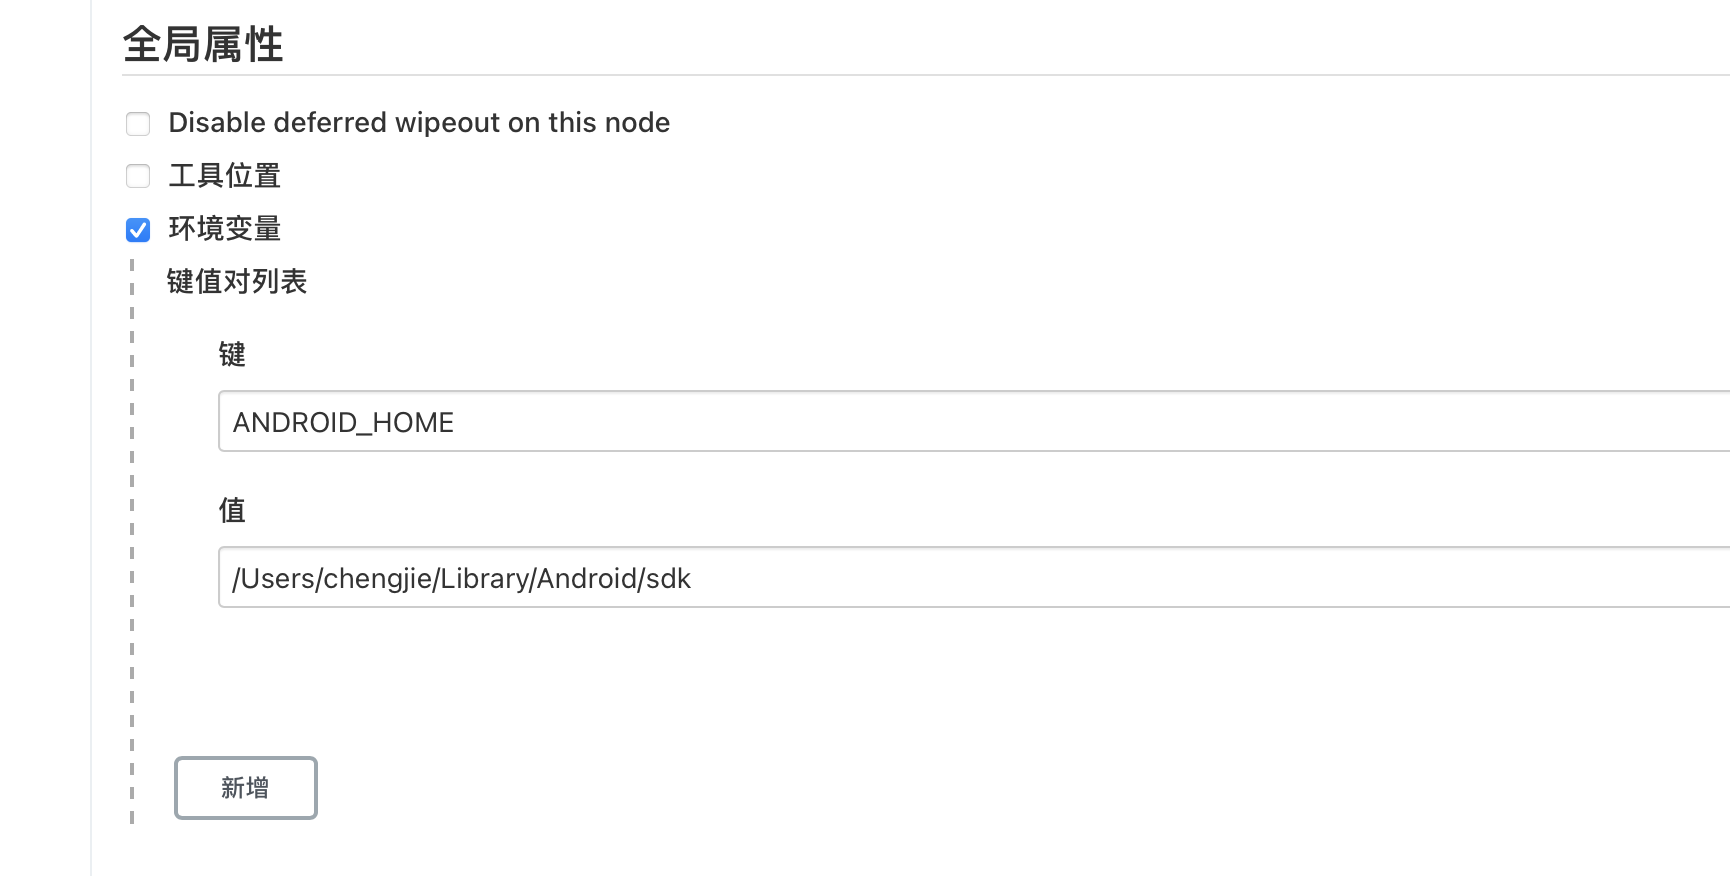 全局属性
Disable deferred wipeout on this node
工具位置
环境变量
键值对列表
键
ANDROID_HOME
值
/Users/chengjie/Library/Android/sdk
新增